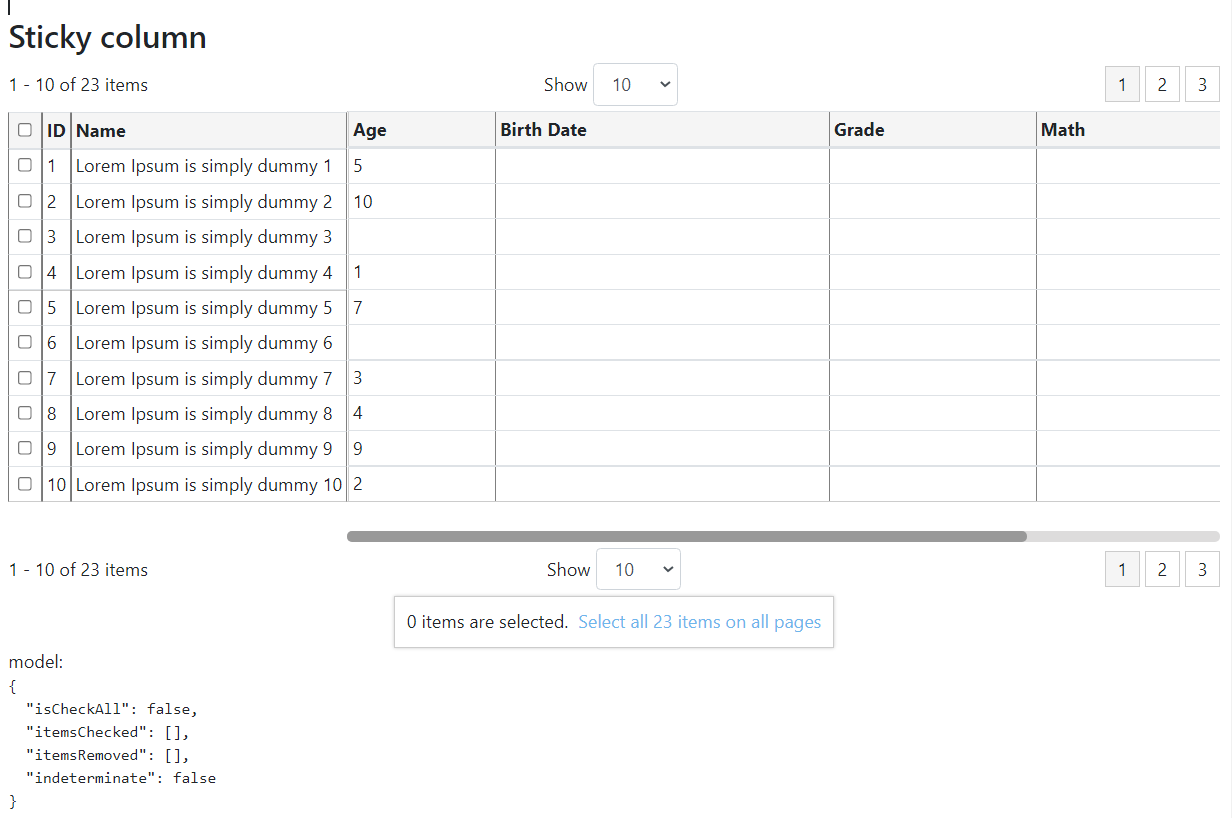 Sticky column
1 - 10 of 23 items Show 10 1 2 3
ID Name Age Birth Date Grade Math
1 Lorem Ipsum is simply dummy 1 5
2 Lorem Ipsum is simply dummy 2 10
3 Lorem Ipsum is simply dummy 3
4 Lorem Ipsum is simply dummy 4 1
5 Lorem Ipsum is simply dummy 5 7
6 Lorem Ipsum is simply dummy 6
7 Lorem Ipsum is simply dummy 7 3
8 Lorem Ipsum is simply dummy 8 4
9 Lorem Ipsum is simply dummy 9 9
10 Lorem Ipsum is simply dummy 10 2
1 - 10 of 23 items Show 10 1 2 3
0 items are selected. Select all 23 items on all pages
model:
{
  "isCheckAll": false,
  "itemsChecked": [],
  "itemsRemoved": [],
  "indeterminate": false
}